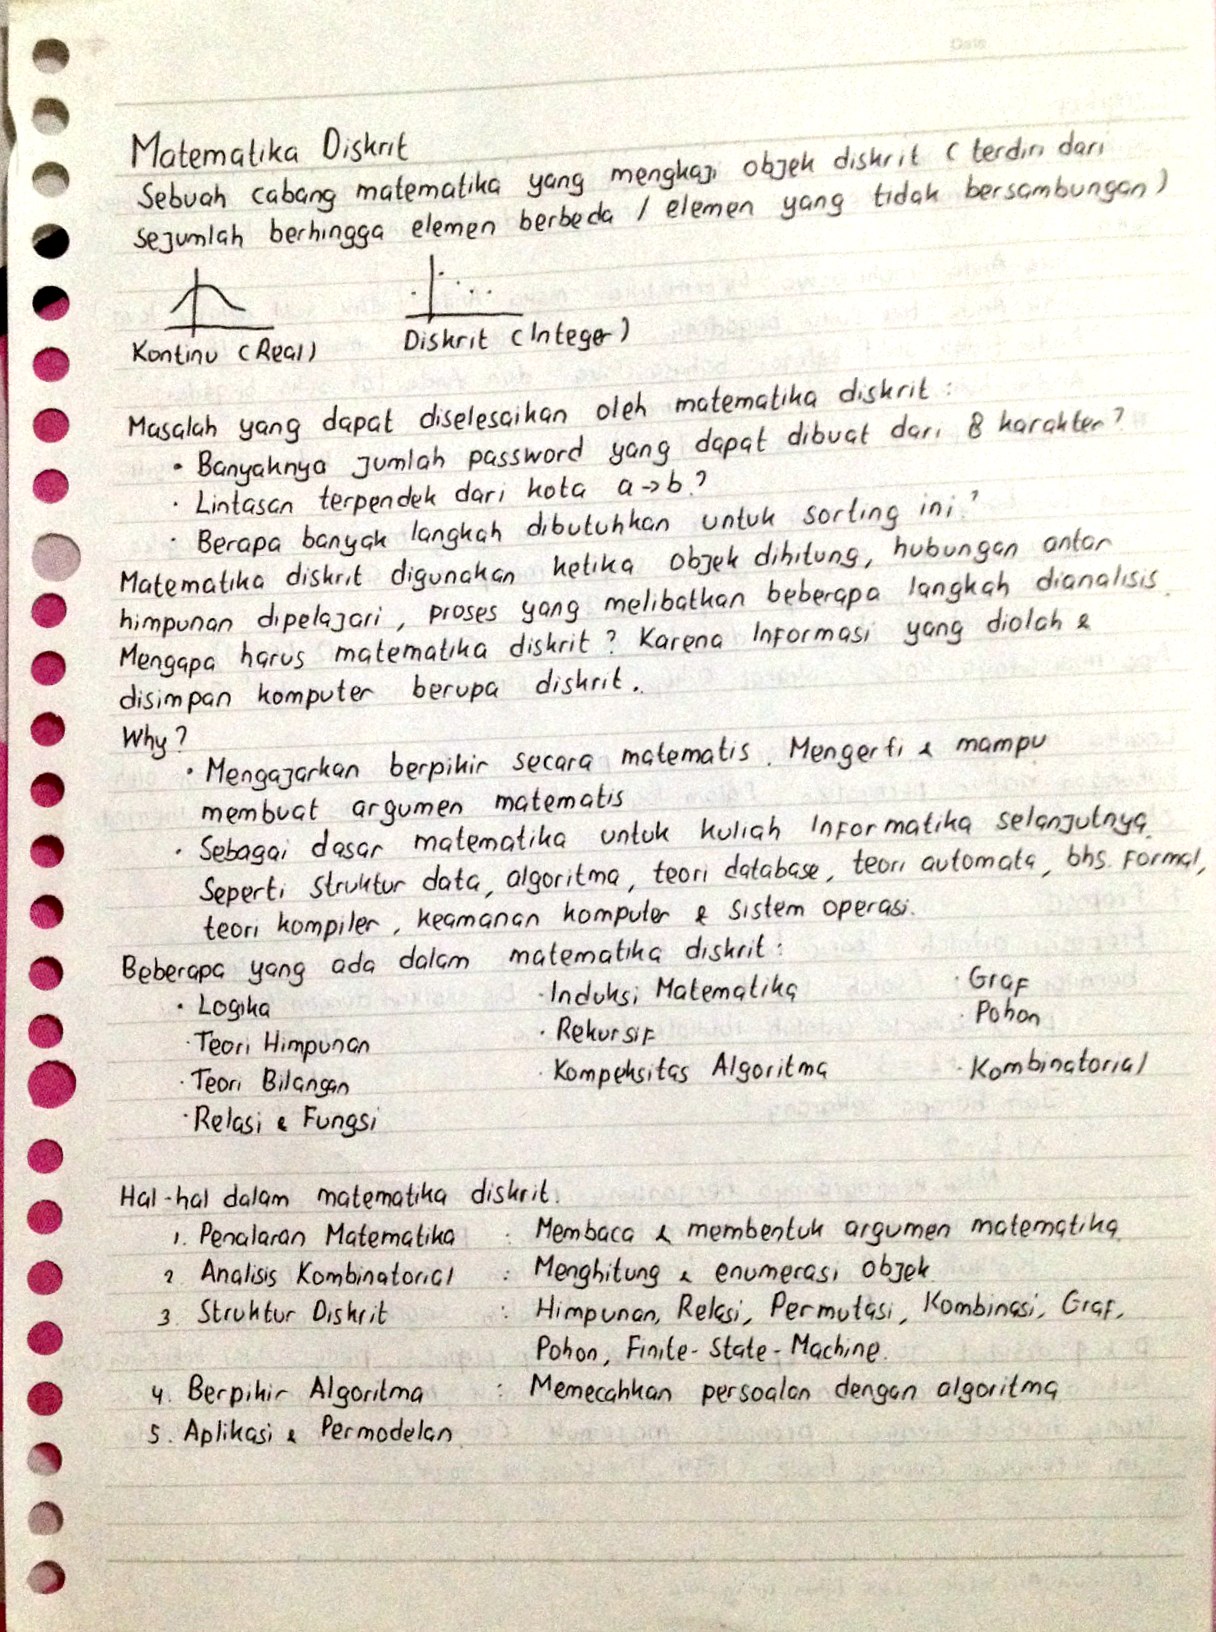 Date
Matematika Diskrit
Sebuah cabang matematika yang mengkaji objek diskrit ( terdiri dari
sejumlah berhingga elemen berbeda / elemen yang tidak bersambungan )
Kontinu (Real)
Diskrit (Integer)
Masalah yang dapat diselesaikan oleh matematika diskrit :
• Banyaknya jumlah password yang dapat dibuat dari 8 karakter ?
· Lintasan terpendek dari kota a → b ?
· Berapa banyak langkah dibutuhkan untuk sorting ini ?
Matematika diskrit digunakan ketika objek dihitung, hubungan antar
himpunan dipelajari, proses yang melibatkan beberapa langkah dianalisis.
Mengapa harus matematika diskrit ? Karena Informasi yang diolah &
disimpan komputer berupa diskrit..
Why ?
• Mengajarkan berpikir secara matematis. Mengerti & mampu
membuat argumen matematis
· Sebagai dasar matematika untuk kuliah Informatika selanjutnya.
Seperti struktur data, algoritma, teori database, teori automata, bhs. Formal,
teori kompiler, keamanan komputer & sistem operasi.
Beberapa yang ada dalam matematika diskrit :
· Logika · Induksi Matematika · Graf
· Teori Himpunan · Rekursif · Pohon
· Teori Bilangan · Kompeksitas Algoritma · Kombinatorial
· Relasi & Fungsi
Hal-hal dalam matematika diskrit.
1. Penalaran Matematika : Membaca & membentuk argumen matematika.
2 Analisis Kombinatorial : Menghitung & enumerasi objek
3. Struktur Diskrit : Himpunan, Relasi, Permutasi, Kombinasi, Graf,
Pohon, Finite-State-Machine.
4. Berpikir Algoritma : Memecahkan persoalan dengan algoritma
5. Aplikasi & Permodelan.